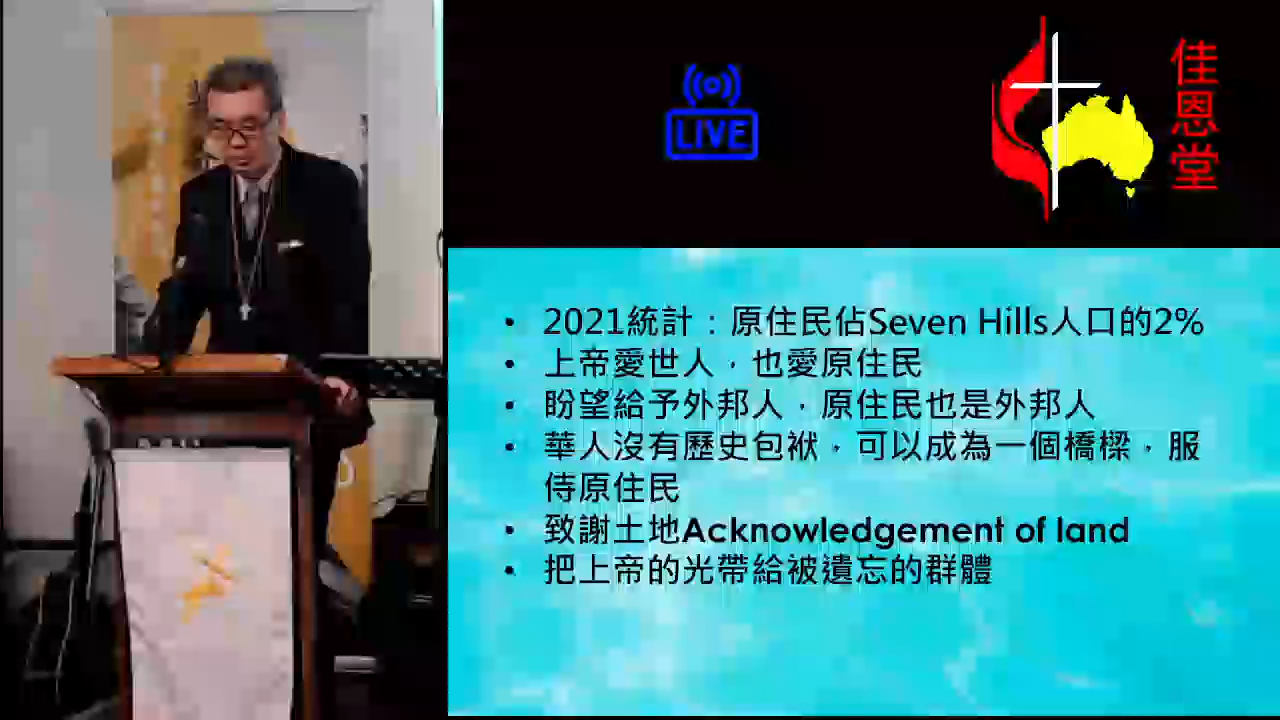 LIVE
佳恩堂
• 2021統計：原住民佔Seven Hills人口的2%
• 上帝愛世人，也愛原住民
• 盼望給予外邦人，原住民也是外邦人
• 華人沒有歷史包袱，可以成為一個橋樑，服
侍原住民
• 致謝土地Acknowledgement of land
• 把上帝的光帶給被遺忘的群體